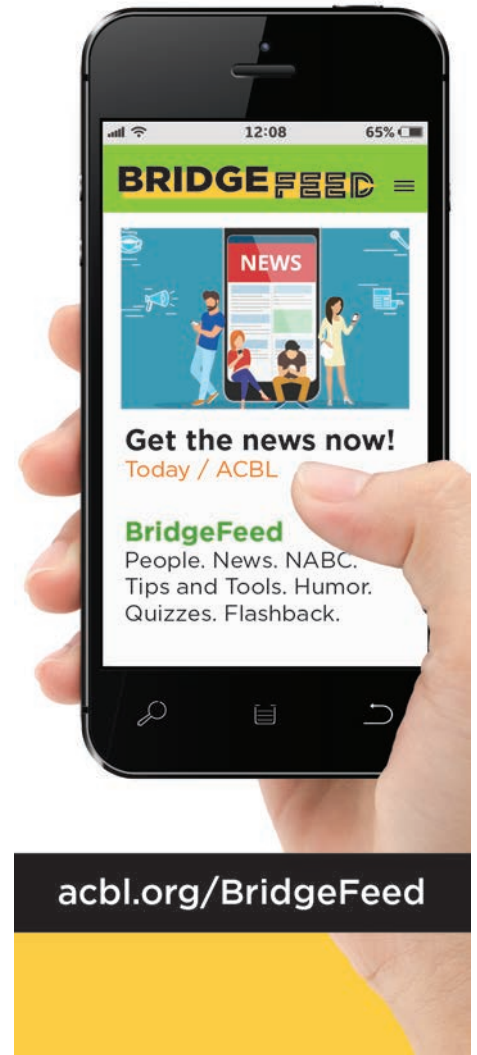 12:08 65%
BRIDGEFEED
NEWS
Get the news now!
Today / ACBL
BridgeFeed
People. News. NABC.
Tips and Tools. Humor.
Quizzes. Flashback.
acbl.org/BridgeFeed